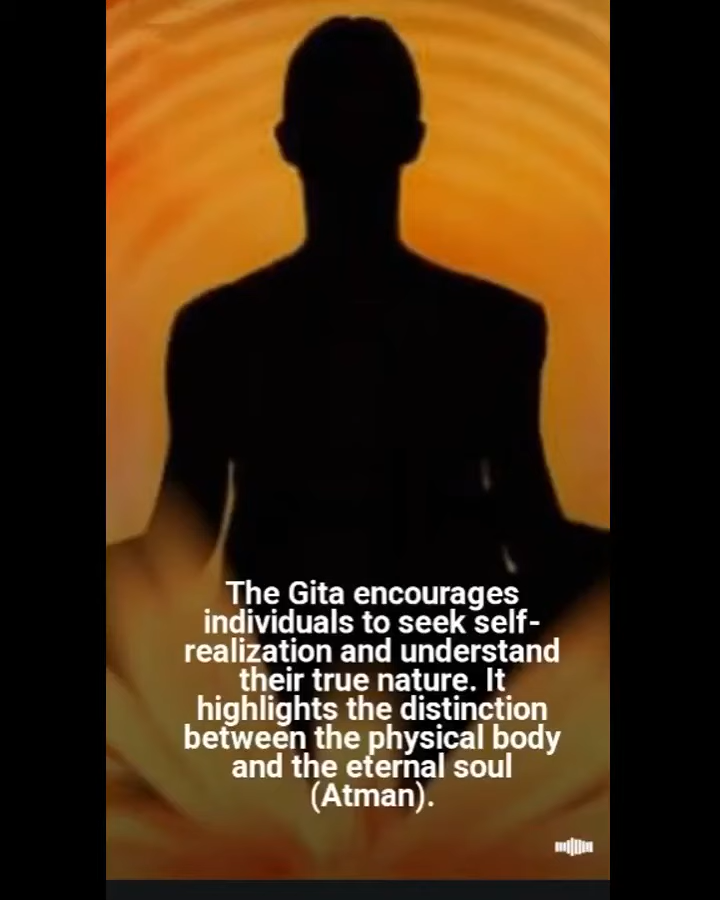 The Gita encourages
individuals to seek self-
realization and understand
their true nature. It
highlights the distinction
between the physical body
and the eternal soul
(Atman).